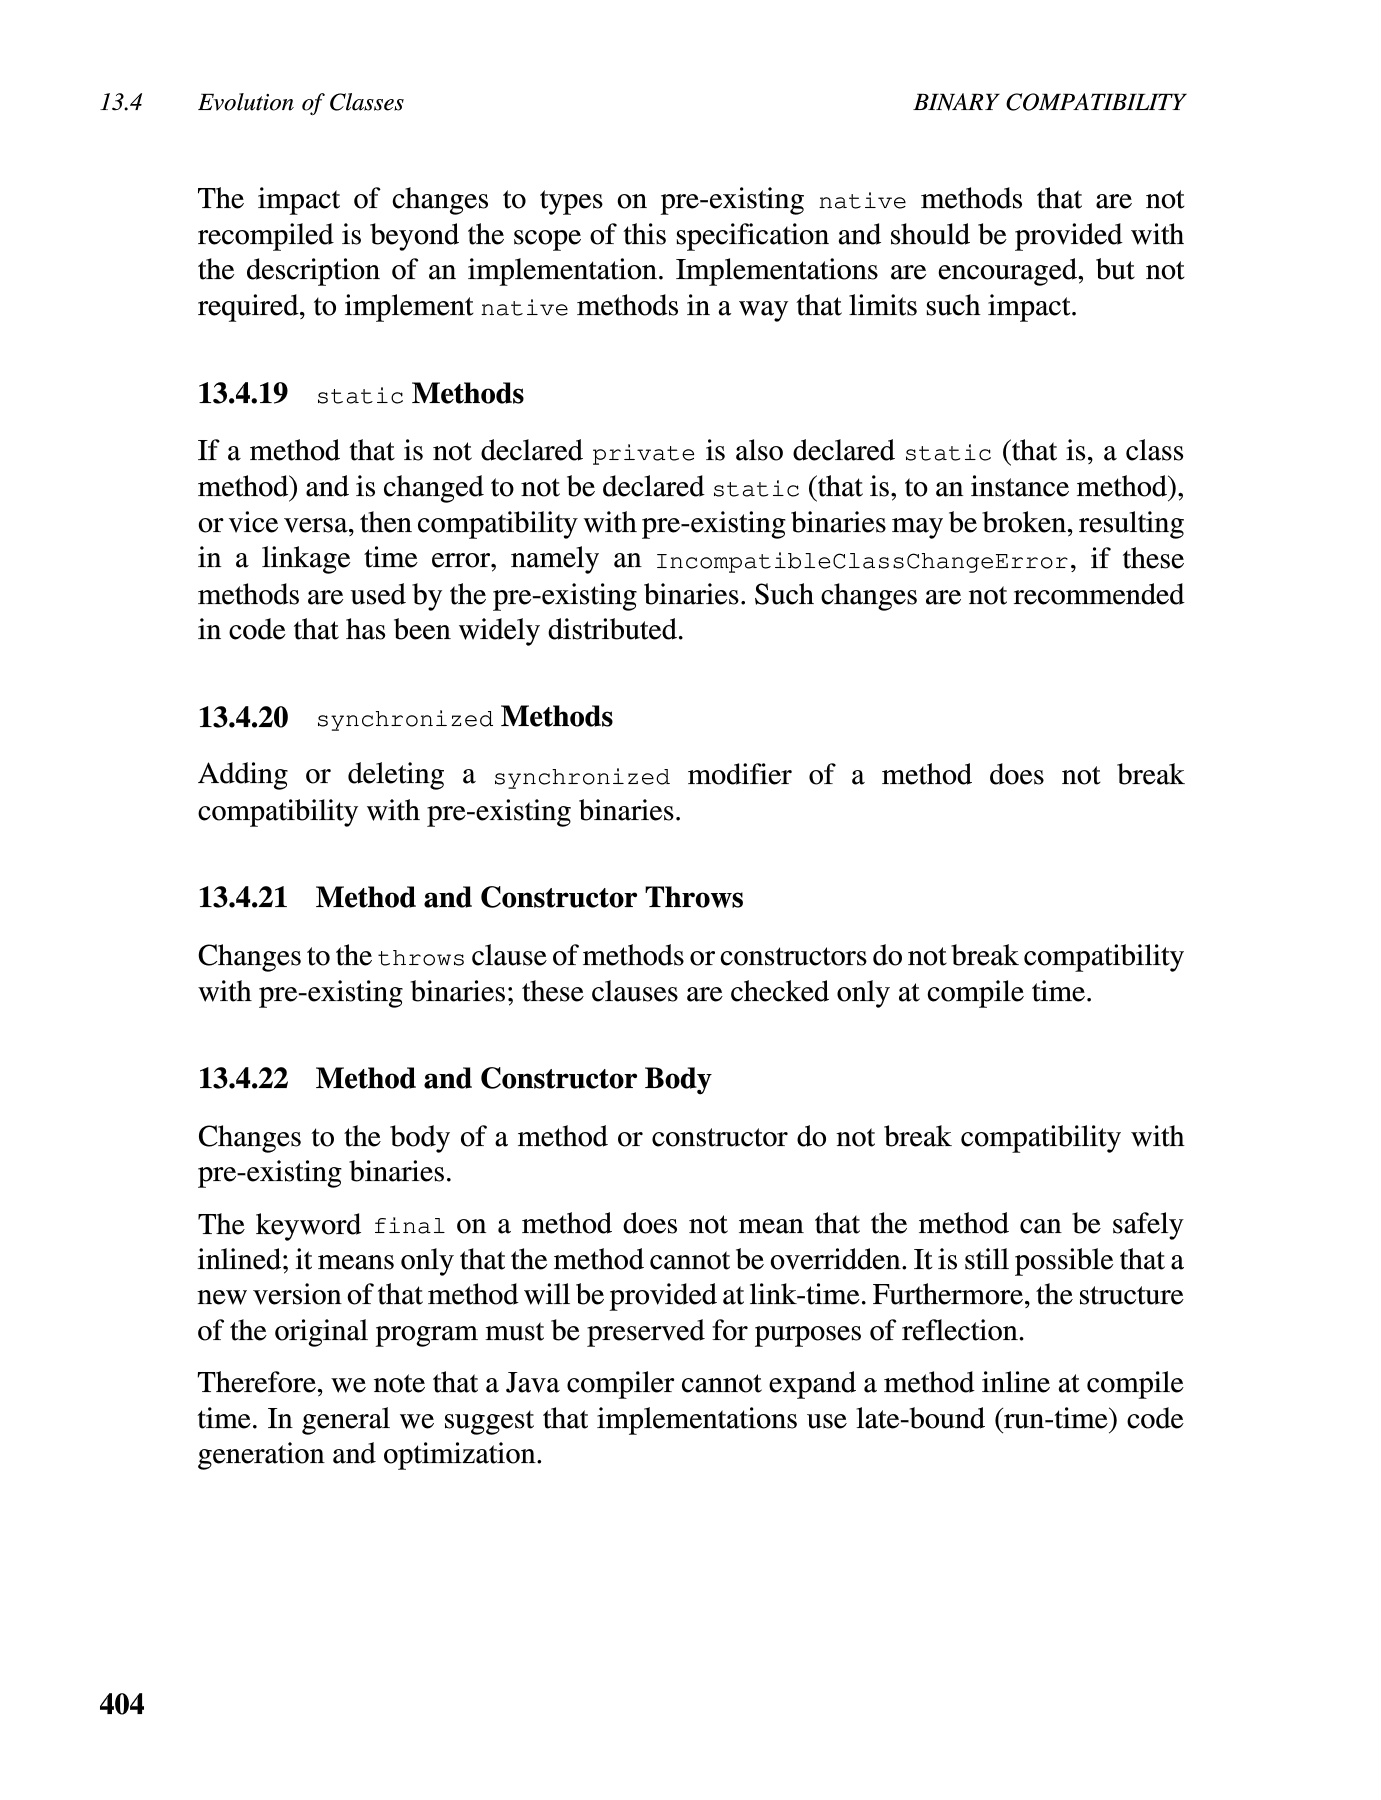 13.4 Evolution of Classes BINARY COMPATIBILITY
The impact of changes to types on pre-existing native methods that are not
recompiled is beyond the scope of this specification and should be provided with
the description of an implementation. Implementations are encouraged, but not
required, to implement native methods in a way that limits such impact.
13.4.19 static Methods
If a method that is not declared private is also declared static (that is, a class
method) and is changed to not be declared static (that is, to an instance method),
or vice versa, then compatibility with pre-existing binaries may be broken, resulting
in a linkage time error, namely an IncompatibleClassChangeError, if these
methods are used by the pre-existing binaries. Such changes are not recommended
in code that has been widely distributed.
13.4.20 synchronized Methods
Adding or deleting a synchronized modifier of a method does not break
compatibility with pre-existing binaries.
13.4.21 Method and Constructor Throws
Changes to the throws clause of methods or constructors do not break compatibility
with pre-existing binaries; these clauses are checked only at compile time.
13.4.22 Method and Constructor Body
Changes to the body of a method or constructor do not break compatibility with
pre-existing binaries.
The keyword final on a method does not mean that the method can be safely
inlined; it means only that the method cannot be overridden. It is still possible that a
new version of that method will be provided at link-time. Furthermore, the structure
of the original program must be preserved for purposes of reflection.
Therefore, we note that a Java compiler cannot expand a method inline at compile
time. In general we suggest that implementations use late-bound (run-time) code
generation and optimization.
404